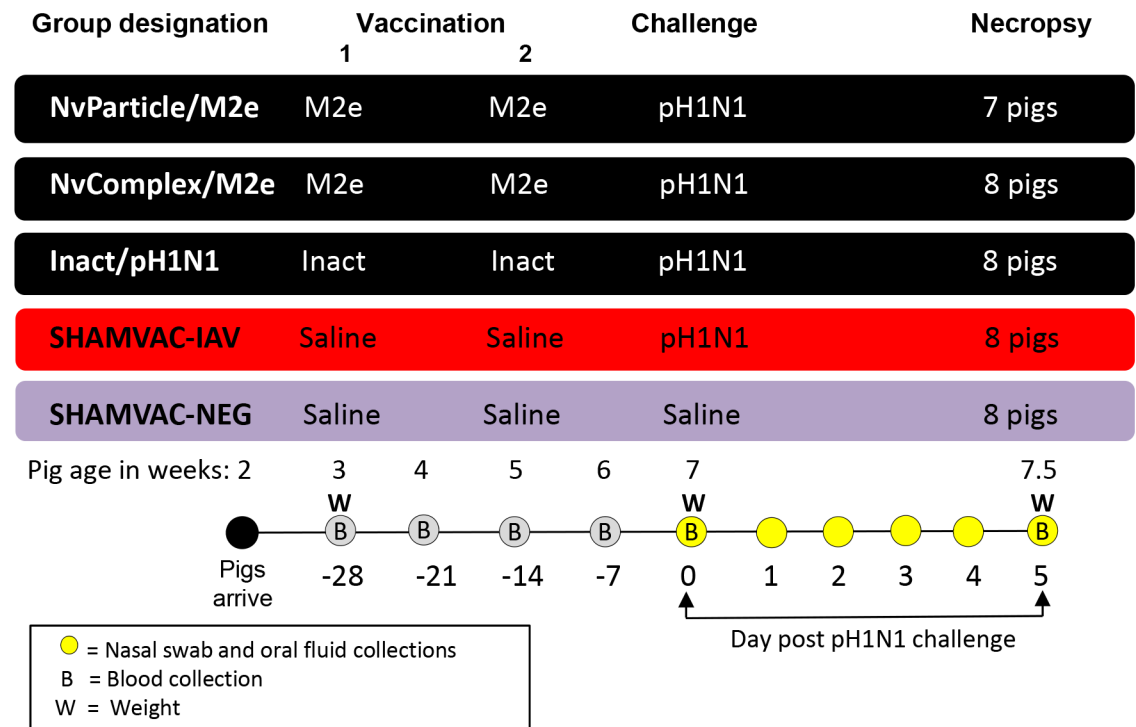 Group designation Vaccination Challenge Necropsy
1 2
NvParticle/M2e M2e M2e pH1N1 7 pigs
NvComplex/M2e M2e M2e pH1N1 8 pigs
Inact/pH1N1 Inact Inact pH1N1 8 pigs
SHAMVAC-IAV Saline Saline pH1N1 8 pigs
SHAMVAC-NEG Saline Saline Saline 8 pigs
Pig age in weeks: 2 3 4 5 6 7 7.5
W W W
B B B B B B
Pigs arrive -28 -21 -14 -7 0 1 2 3 4 5
Day post pH1N1 challenge
= Nasal swab and oral fluid collections
B = Blood collection
W = Weight